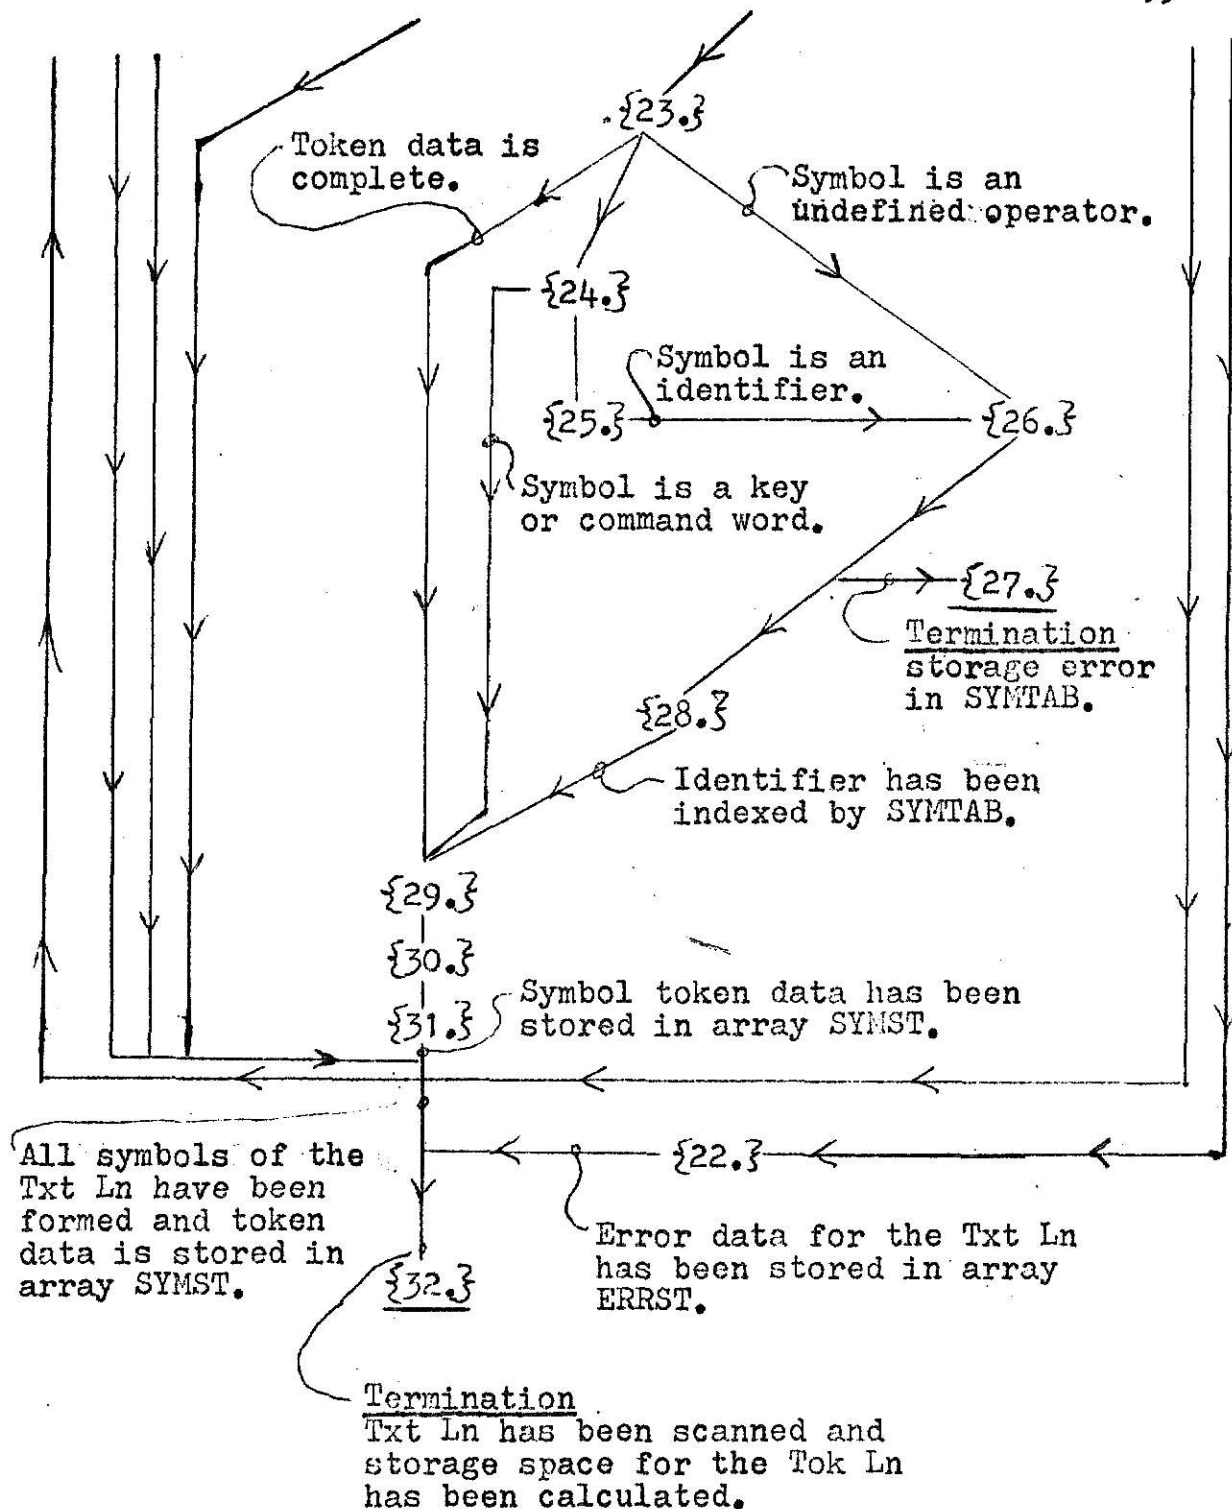 {23.}
Token data is
complete.
Symbol is an
undefined operator.
{24.}
Symbol is an
identifier.
{25.}
{26.}
Symbol is a key
or command word.
{27.}
Termination
storage error
in SYMTAB.
{28.}
Identifier has been
indexed by SYMTAB.
{29.}
{30.}
{31.}
Symbol token data has been
stored in array SYMST.
All symbols of the
Txt Ln have been
formed and token
data is stored in
array SYMST.
{22.}
Error data for the Txt Ln
has been stored in array
ERRST.
{32.}
Termination
Txt Ln has been scanned and
storage space for the Tok Ln
has been calculated.